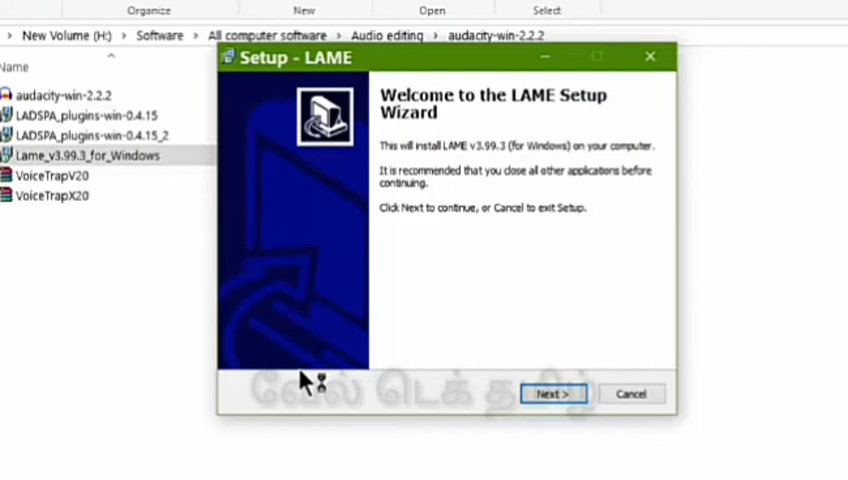 Organize
New
Open
Select
New Volume (H:) > Software > All computer software > Audio editing > audacity-win-2.2.2
Name
audacity-win-2.2.2
LADSPA_plugins-win-0.4.15
LADSPA_plugins-win-0.4.15_2
Lame_v3.99.3_for_Windows
VoiceTrapV20
VoiceTrapX20
Setup - LAME
Welcome to the LAME Setup
Wizard
This will install LAME v3.99.3 (for Windows) on your computer.
It is recommended that you close all other applications before
continuing.
Click Next to continue, or Cancel to exit Setup.
வேல் டெக் தமிழ்
Next >
Cancel